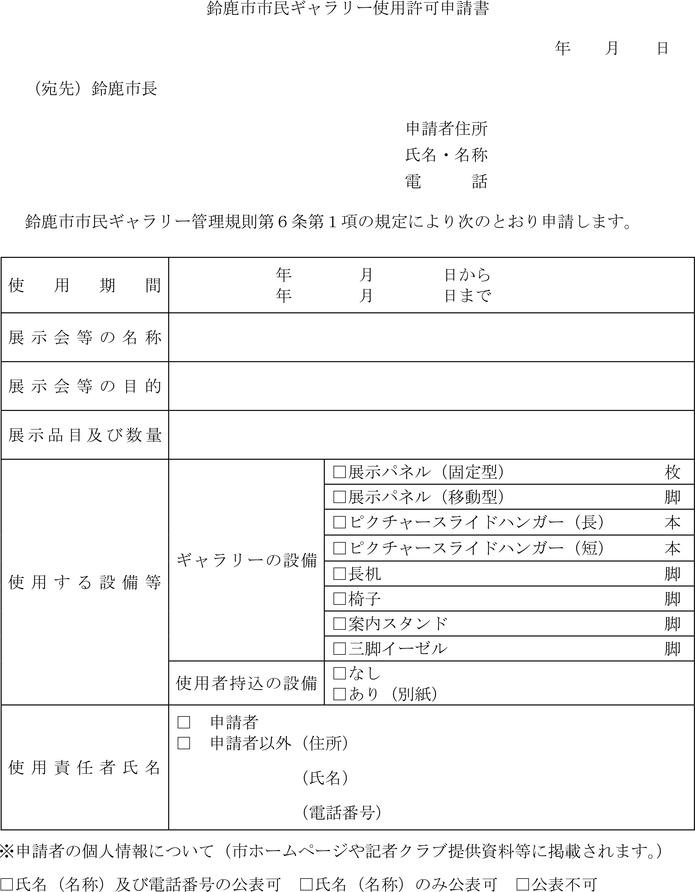 鈴鹿市市民ギャラリー使用許可申請書
年　　月　　日
（宛先）鈴鹿市長
申請者住所
氏名・名称
電　　　話
鈴鹿市市民ギャラリー管理規則第６条第１項の規定により次のとおり申請します。
使用期間
年　　　　月　　　　日から
年　　　　月　　　　日まで
展示会等の名称
展示会等の目的
展示品目及び数量
使用する設備等
ギャラリーの設備
□展示パネル（固定型）　枚
□展示パネル（移動型）　脚
□ピクチャースライドハンガー（長）　本
□ピクチャースライドハンガー（短）　本
□長机　脚
□椅子　脚
□案内スタンド　脚
□三脚イーゼル　脚
使用者持込の設備
□なし
□あり（別紙）
使用責任者氏名
□　申請者
□　申請者以外（住所）
（氏名）
（電話番号）
※申請者の個人情報について（市ホームページや記者クラブ提供資料等に掲載されます。）
□氏名（名称）及び電話番号の公表可　□氏名（名称）のみ公表可　□公表不可